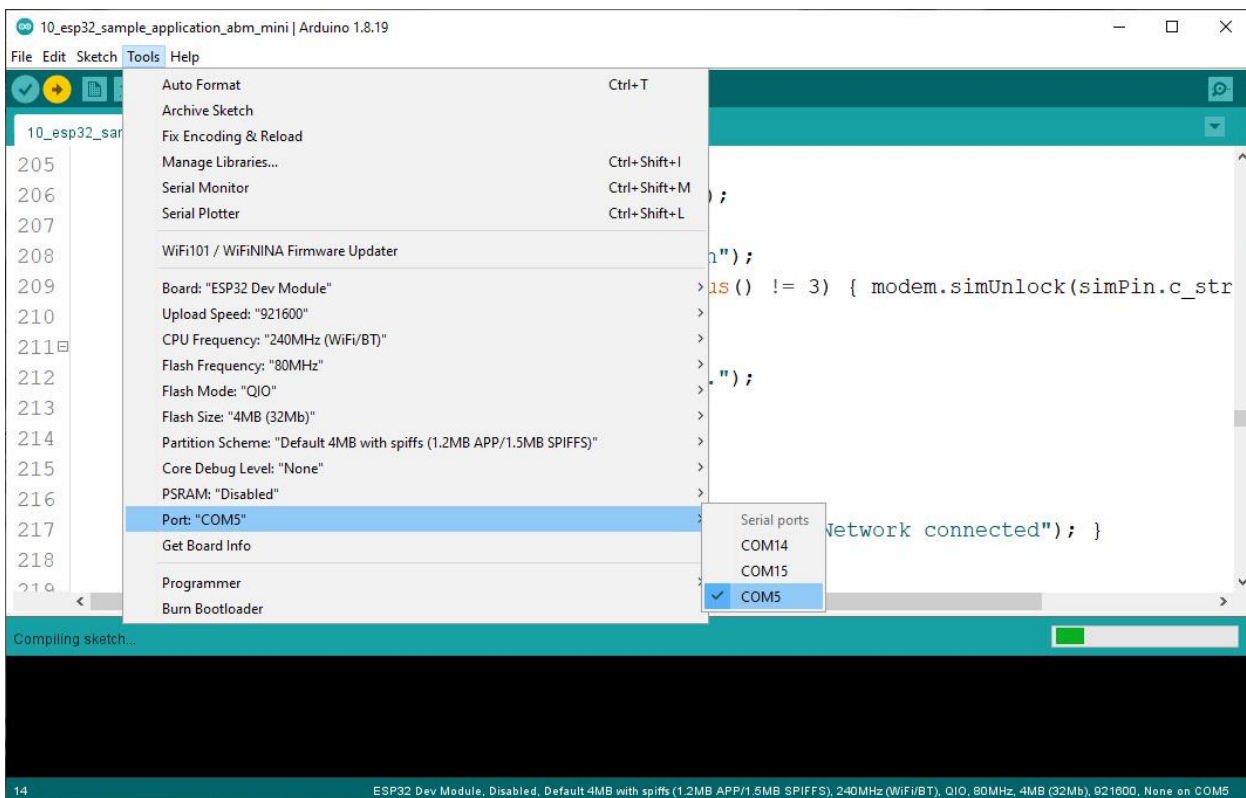 10_esp32_sample_application_abm_mini | Arduino 1.8.19
File Edit Sketch Tools Help
10_esp32_sar
Auto Format Ctrl+T
Archive Sketch
Fix Encoding & Reload
Manage Libraries... Ctrl+Shift+I
Serial Monitor Ctrl+Shift+M
Serial Plotter Ctrl+Shift+L
WiFi101 / WiFiNINA Firmware Updater
Board: "ESP32 Dev Module"
Upload Speed: "921600"
CPU Frequency: "240MHz (WiFi/BT)"
Flash Frequency: "80MHz"
Flash Mode: "QIO"
Flash Size: "4MB (32Mb)"
Partition Scheme: "Default 4MB with spiffs (1.2MB APP/1.5MB SPIFFS)"
Core Debug Level: "None"
PSRAM: "Disabled"
Port: "COM5"
Get Board Info
Programmer
Burn Bootloader
Serial ports
COM14
COM15
COM5
205
206 );
207
208 n");
209 us() != 3) { modem.simUnlock(simPin.c_str
210
211
212 .");
213
214
215
216
217 Network connected"); }
218
219
Compiling sketch...
14 ESP32 Dev Module, Disabled, Default 4MB with spiffs (1.2MB APP/1.5MB SPIFFS), 240MHz (WiFi/BT), QIO, 80MHz, 4MB (32Mb), 921600, None on COM5